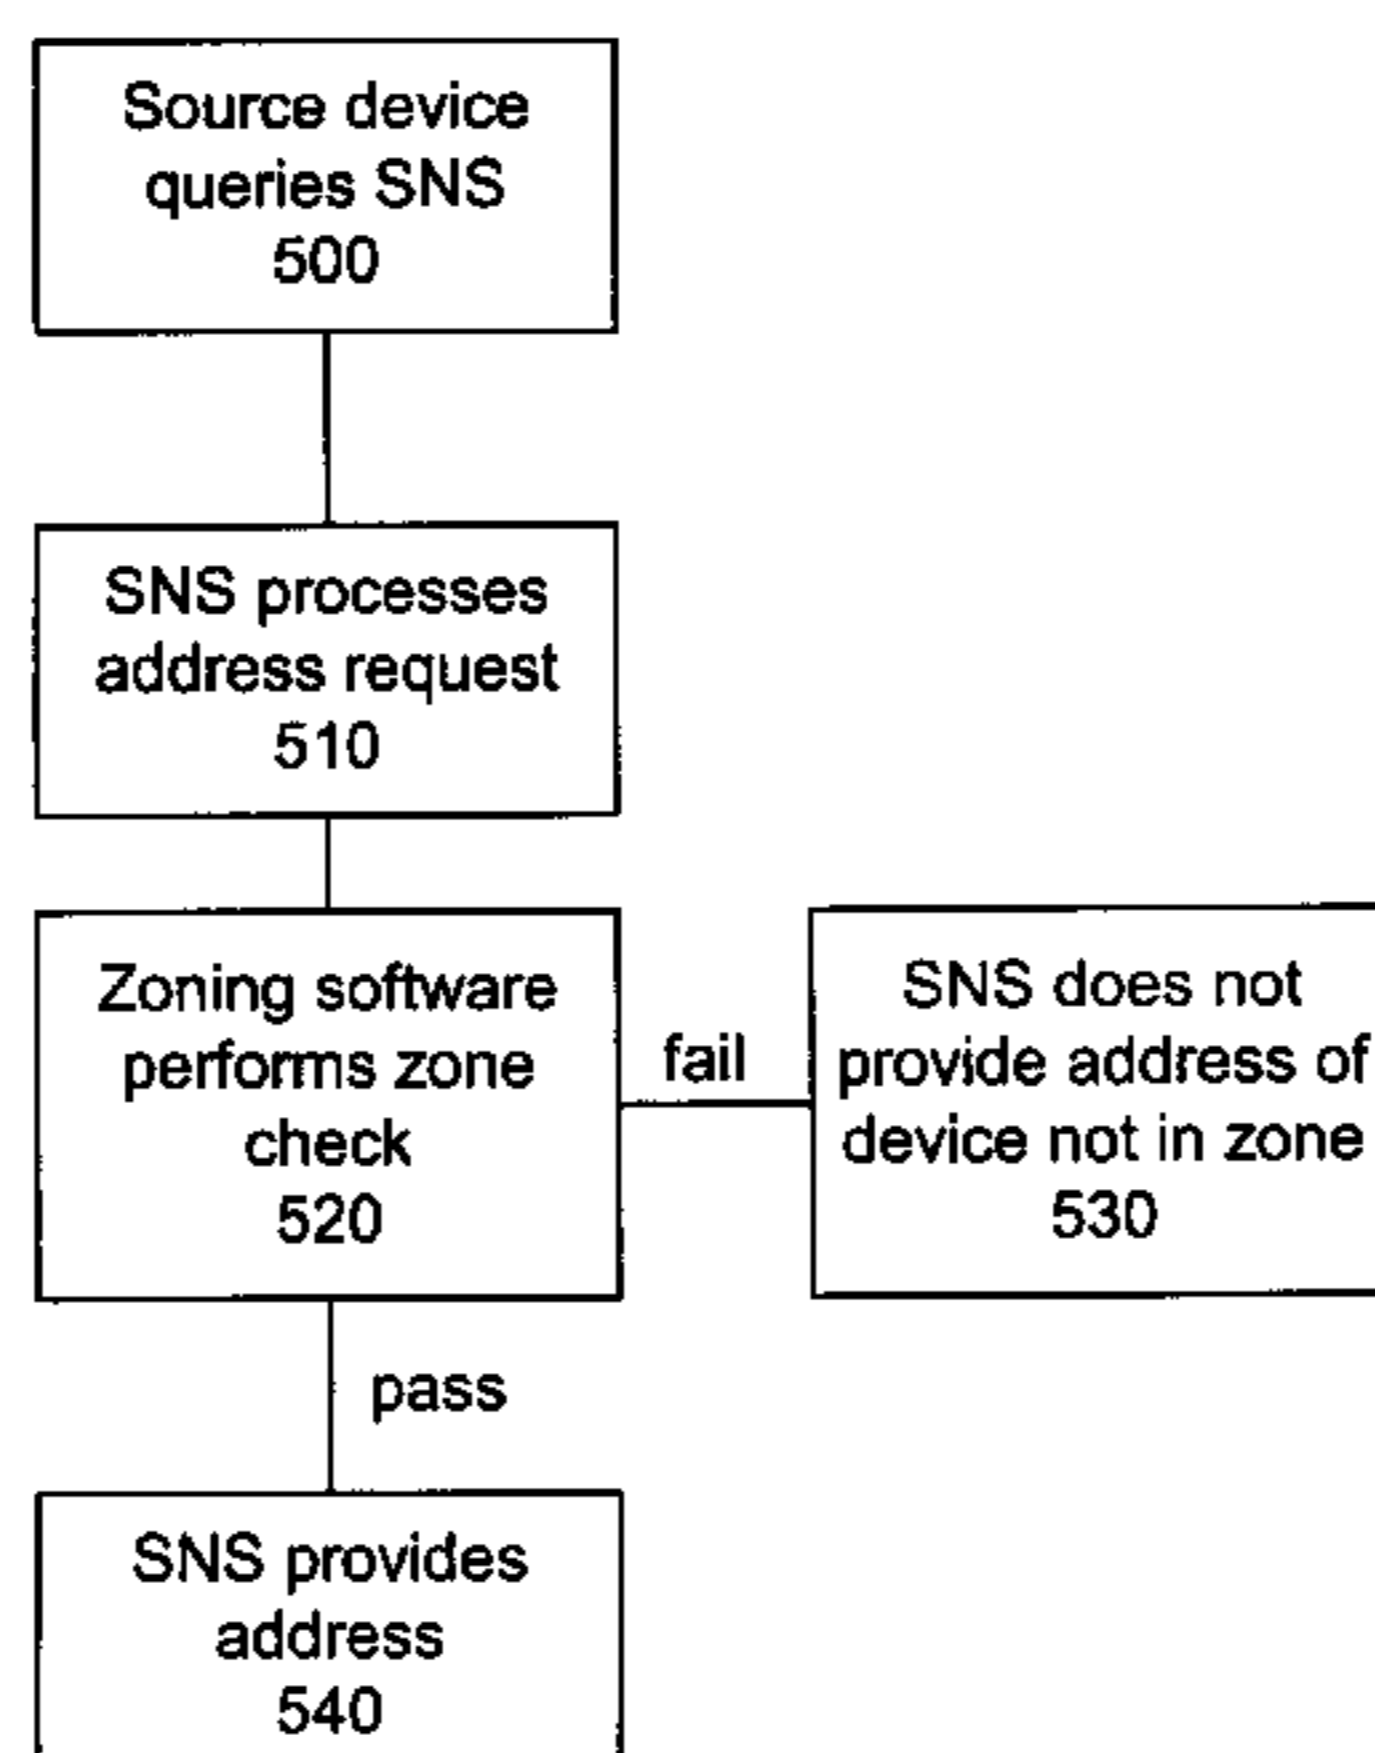 Source device
queries SNS
500
SNS processes
address request
510
Zoning software
performs zone
check
520
fail
SNS does not
provide address of
device not in zone
530
pass
SNS provides
address
540